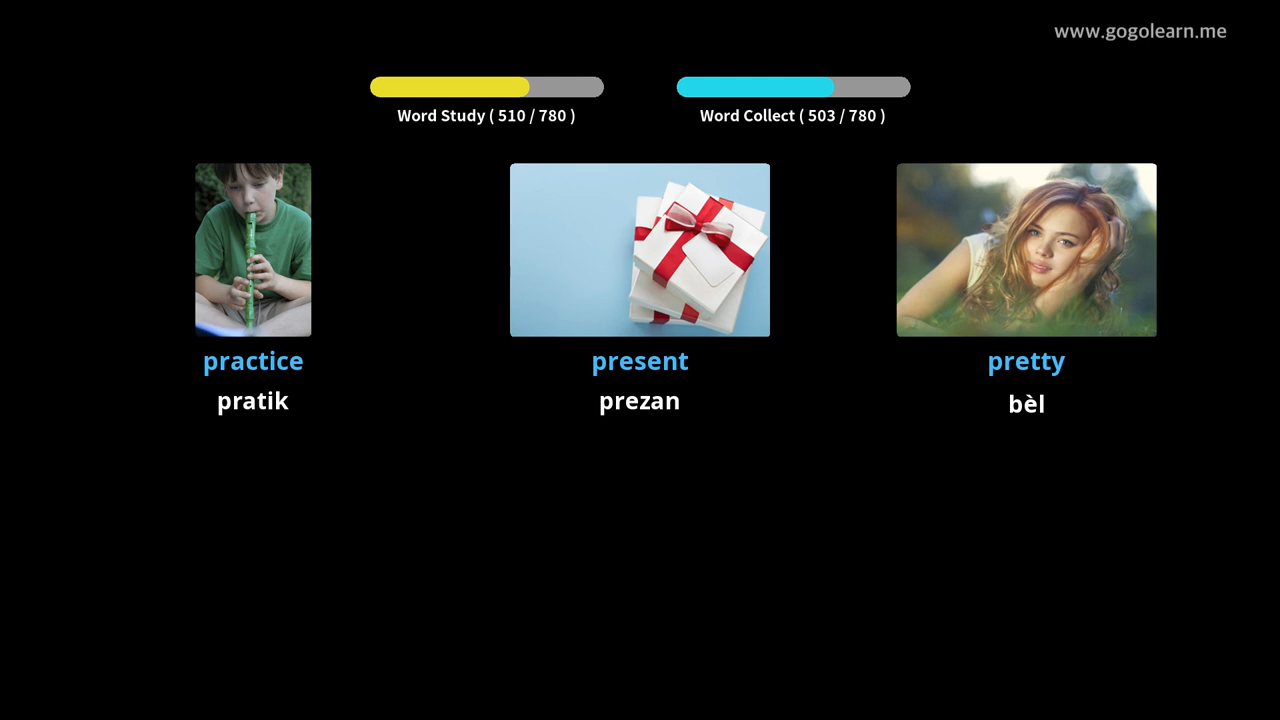 www.gogolearn.me
Word Study ( 510 / 780 )
Word Collect ( 503 / 780 )
practice
pratik
present
prezan
pretty
bèl